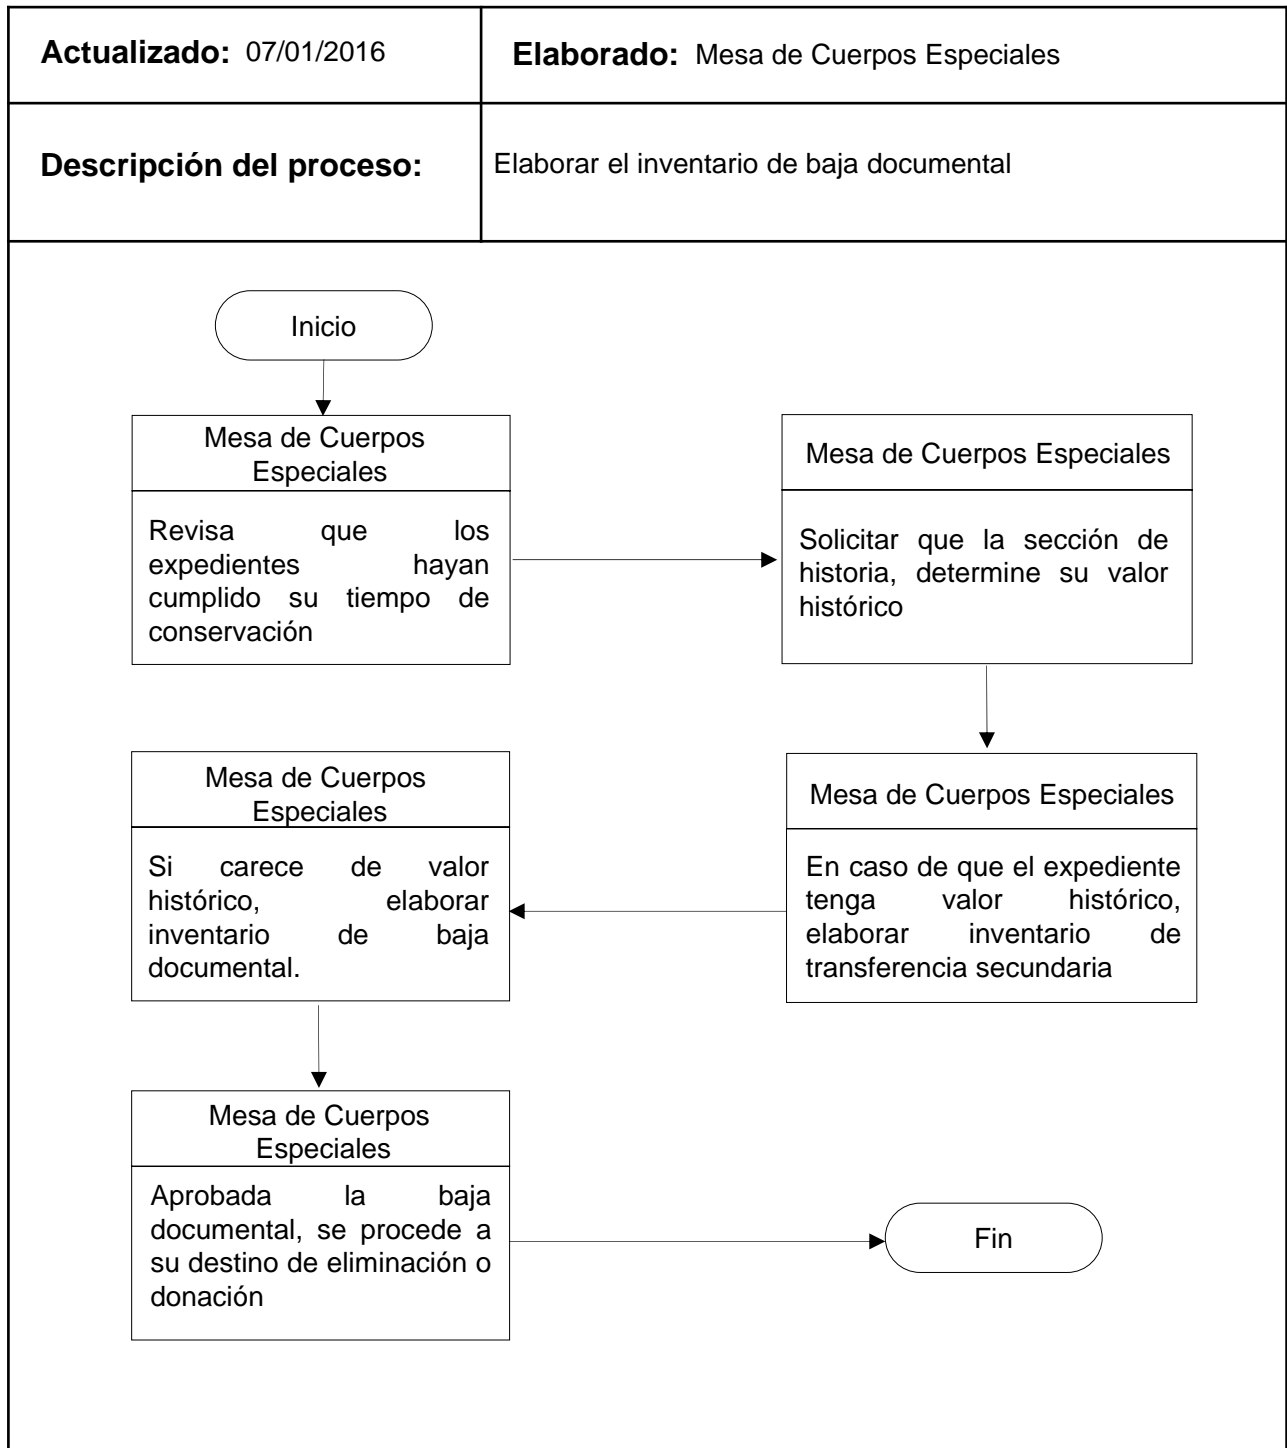 Actualizado: 07/01/2016
Elaborado: Mesa de Cuerpos Especiales
Descripción del proceso:
Elaborar el inventario de baja documental
Inicio
Mesa de Cuerpos
Especiales
Revisa que los
expedientes hayan
cumplido su tiempo de
conservación
Mesa de Cuerpos Especiales
Solicitar que la sección de
historia, determine su valor
histórico
Mesa de Cuerpos Especiales
En caso de que el expediente
tenga valor histórico,
elaborar inventario de
transferencia secundaria
Mesa de Cuerpos
Especiales
Si carece de valor
histórico, elaborar
inventario de baja
documental.
Mesa de Cuerpos
Especiales
Aprobada la baja
documental, se procede a
su destino de eliminación o
donación
Fin